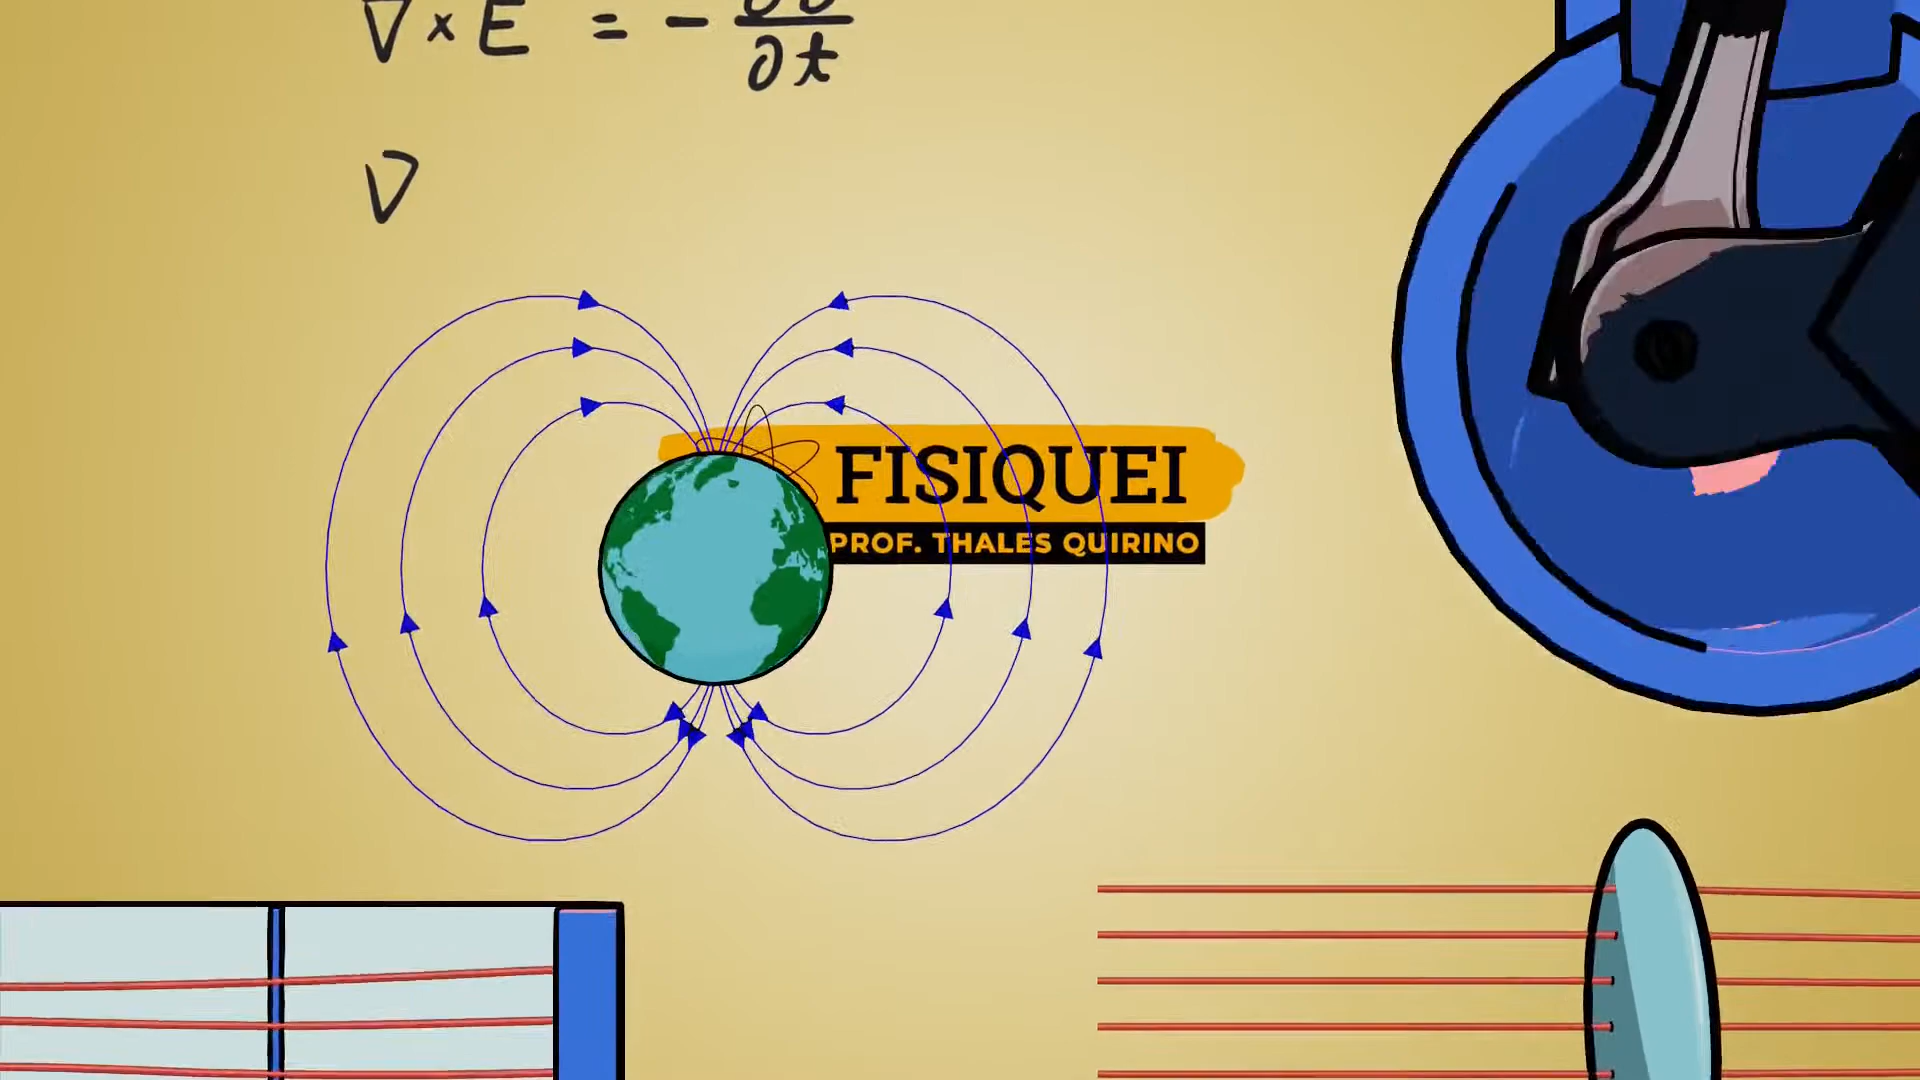 ∇ × E = - ∂ / ∂t
∇
FISIQUEI
PROF. THALES QUIRINO